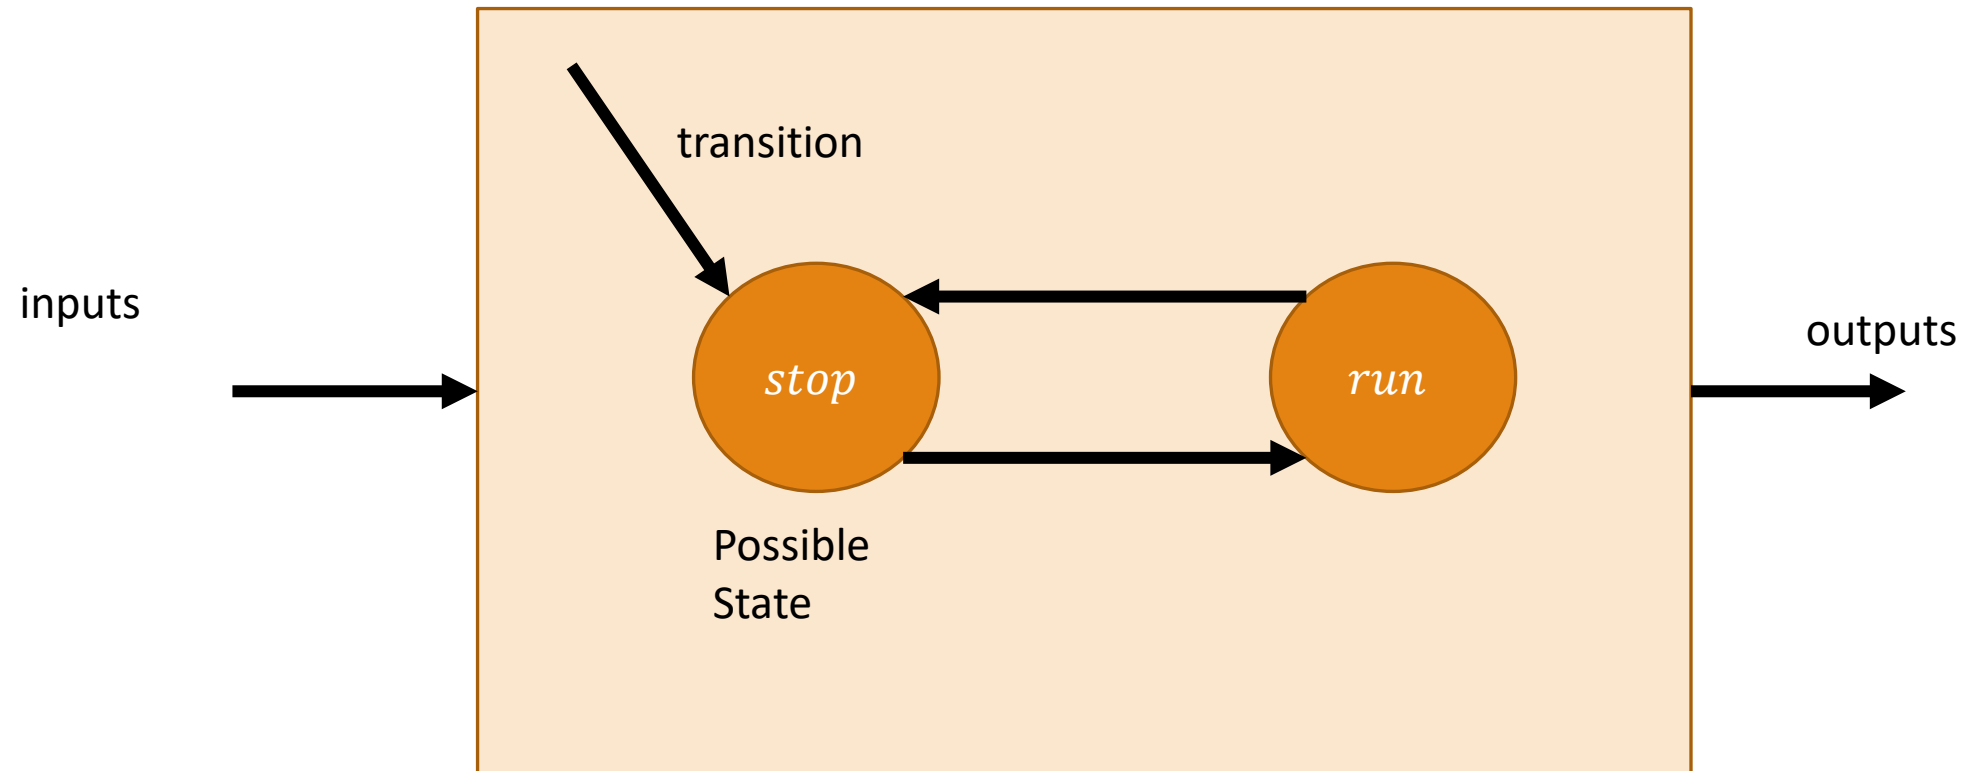 transition
inputs
outputs
stop
run
Possible
State